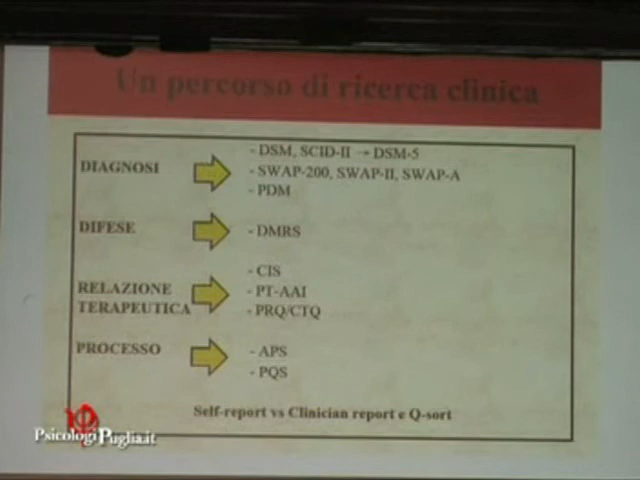 Un percorso di ricerca clinica
DIAGNOSI
- DSM, SCID-II → DSM-5
- SWAP-200, SWAP-II, SWAP-A
- PDM
DIFESE
- DMRS
RELAZIONE
TERAPEUTICA
- CIS
- PT-AAI
- PRQ/CTQ
PROCESSO
- APS
- PQS
Self-report vs Clinician report e Q-sort
PsicologiPuglia.it